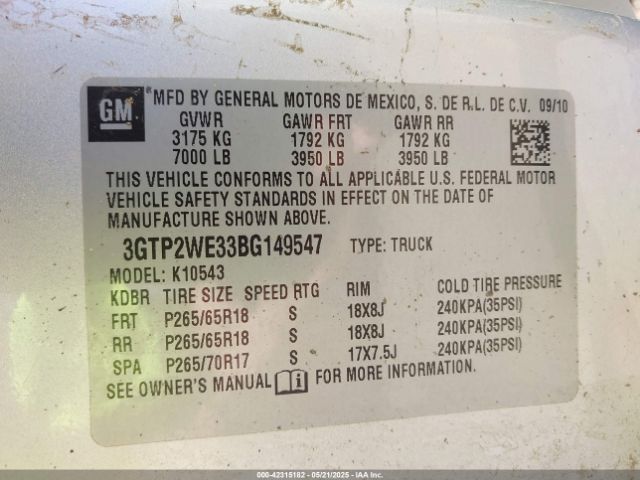 GM MFD BY GENERAL MOTORS DE MEXICO, S. DE R.L. DE C.V. 09/10
GVWR GAWR FRT GAWR RR
3175 KG 1792 KG 1792 KG
7000 LB 3950 LB 3950 LB
THIS VEHICLE CONFORMS TO ALL APPLICABLE U.S. FEDERAL MOTOR
VEHICLE SAFETY STANDARDS IN EFFECT ON THE DATE OF
MANUFACTURE SHOWN ABOVE.
3GTP2WE33BG149547 TYPE: TRUCK
MODEL: K10543
KDBR TIRE SIZE SPEED RTG RIM COLD TIRE PRESSURE
FRT P265/65R18 S 18X8J 240KPA(35PSI)
RR P265/65R18 S 18X8J 240KPA(35PSI)
SPA P265/70R17 S 17X7.5J 240KPA(35PSI)
SEE OWNER'S MANUAL i FOR MORE INFORMATION.
000-42315182 - 05/21/2025 - IAAI.COM